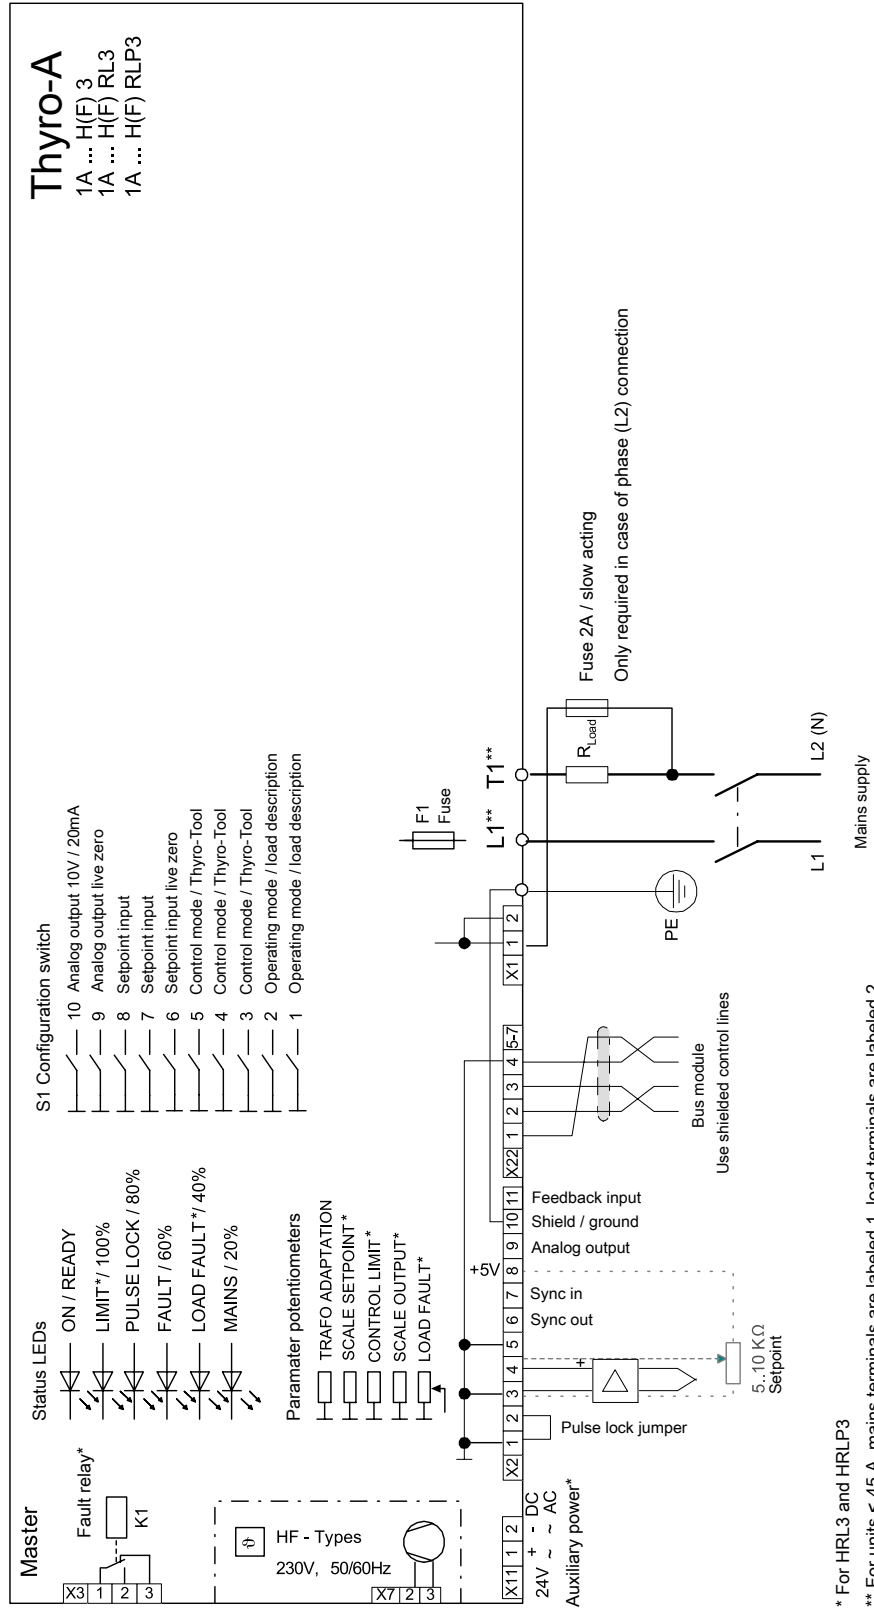 Thyro-A
1A ... H(F) 3
1A ... H(F) RL3
1A ... H(F) RLP3
Master
Fault relay*
K1
X3 1 2 3
HF - Types
230V, 50/60Hz
ϑ
X7 2 3
Status LEDs
ON / READY
LIMIT*/ 100%
PULSE LOCK / 80%
FAULT / 60%
LOAD FAULT*/ 40%
MAINS / 20%
S1 Configuration switch
10 Analog output 10V / 20mA
9 Analog output live zero
8 Setpoint input
7 Setpoint input
6 Setpoint input live zero
5 Control mode / Thyro-Tool
4 Control mode / Thyro-Tool
3 Control mode / Thyro-Tool
2 Operating mode / load description
1 Operating mode / load description
Paramater potentiometers
TRAFO ADAPTATION
SCALE SETPOINT*
CONTROL LIMIT*
SCALE OUTPUT*
LOAD FAULT*
F1
Fuse
L1** T1**
+5V
X11 1 2
+ - DC
24V ~ ~ AC
Auxiliary power*
X2 1 2 3 4 5 6 7 8 9 10 11
Pulse lock jumper
+
5..10 KΩ
Setpoint
Sync out
Sync in
Analog output
Shield / ground
Feedback input
X22 1 2 3 4 5-7
Bus module
Use shielded control lines
X1 1 2
PE
R Load
Fuse 2A / slow acting
Only required in case of phase (L2) connection
L1
L2 (N)
Mains supply
* For HRL3 and HRLP3
** For units ≤ 45 A, mains terminals are labeled 1, load terminals are labeled 2